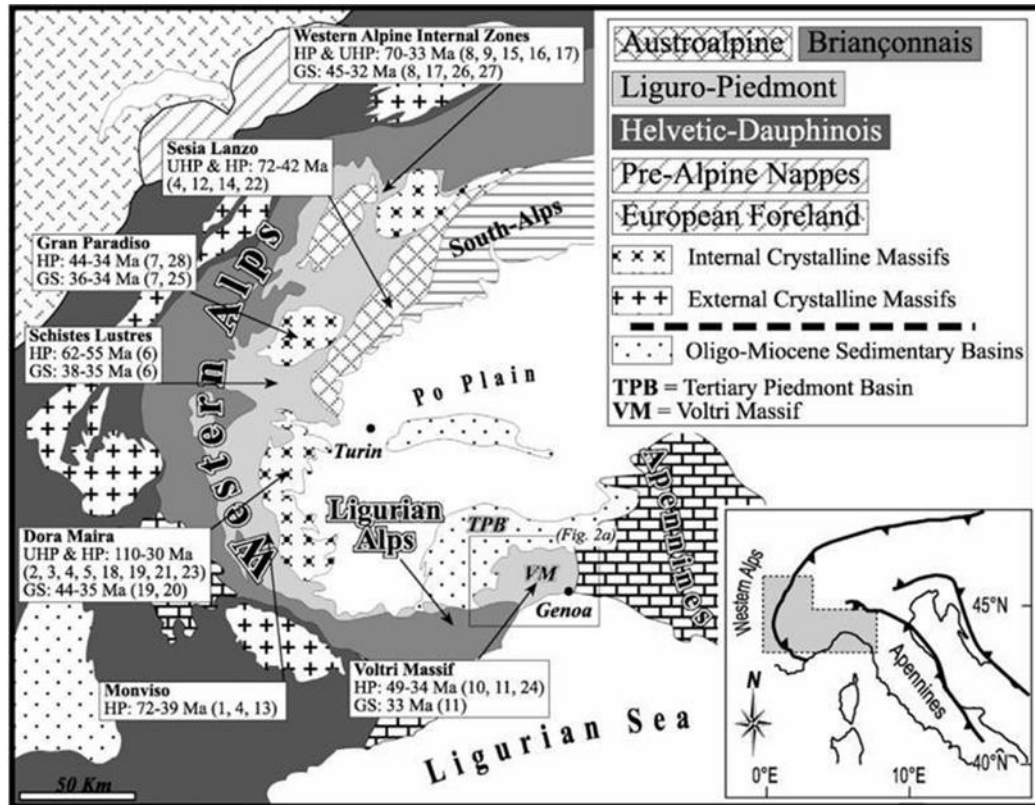 Western Alpine Internal Zones
HP & UHP: 70-33 Ma (8, 9, 15, 16, 17)
GS: 45-32 Ma (8, 17, 26, 27)
Sesia Lanzo
UHP & HP: 72-42 Ma
(4, 12, 14, 22)
Gran Paradiso
HP: 44-34 Ma (7, 28)
GS: 36-34 Ma (7, 25)
Schistes Lustres
HP: 62-55 Ma (6)
GS: 38-35 Ma (6)
Western Alps
South-Alps
Po Plain
Turin
Ligurian
Alps
TPB
(Fig. 2a)
VM
Genoa
Apennines
Dora Maira
UHP & HP: 110-30 Ma
(2, 3, 4, 5, 18, 19, 21, 23)
GS: 44-35 Ma (19, 20)
Monviso
HP: 72-39 Ma (1, 4, 13)
Voltri Massif
HP: 49-34 Ma (10, 11, 24)
GS: 33 Ma (11)
Ligurian Sea
50 Km
Austroalpine
Briançonnais
Liguro-Piedmont
Helvetic-Dauphinois
Pre-Alpine Nappes
European Foreland
Internal Crystalline Massifs
External Crystalline Massifs
Oligo-Miocene Sedimentary Basins
TPB = Tertiary Piedmont Basin
VM = Voltri Massif
Western Alps
45°N
Apennines
N
40°N
0°E
10°E